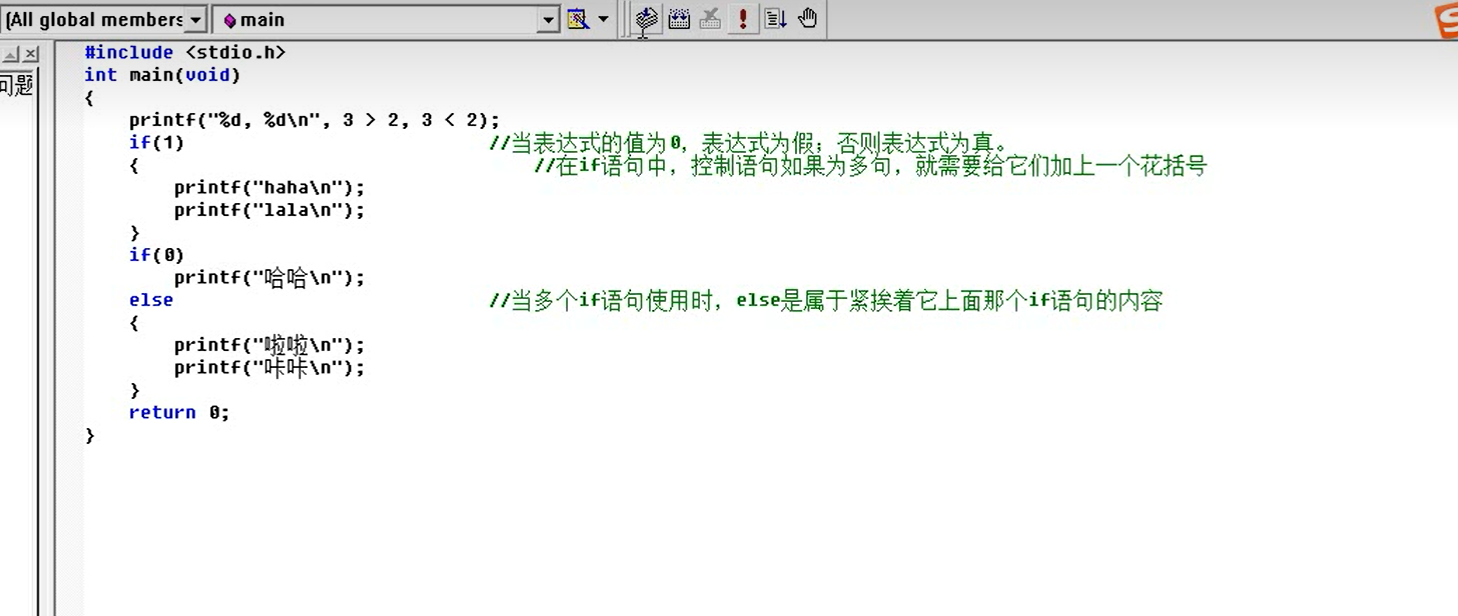 (All global members
main
问题
#include <stdio.h>
int main(void)
{
printf("%d, %d\n", 3 > 2, 3 < 2);
if(1) //当表达式的值为0，表达式为假；否则表达式为真。
{ //在if语句中，控制语句如果为多句，就需要给它们加上一个花括号
printf("haha\n");
printf("lala\n");
}
if(0)
printf("哈哈\n");
else //当多个if语句使用时，else是属于紧挨着它上面那个if语句的内容
{
printf("啦啦\n");
printf("咔咔\n");
}
return 0;
}